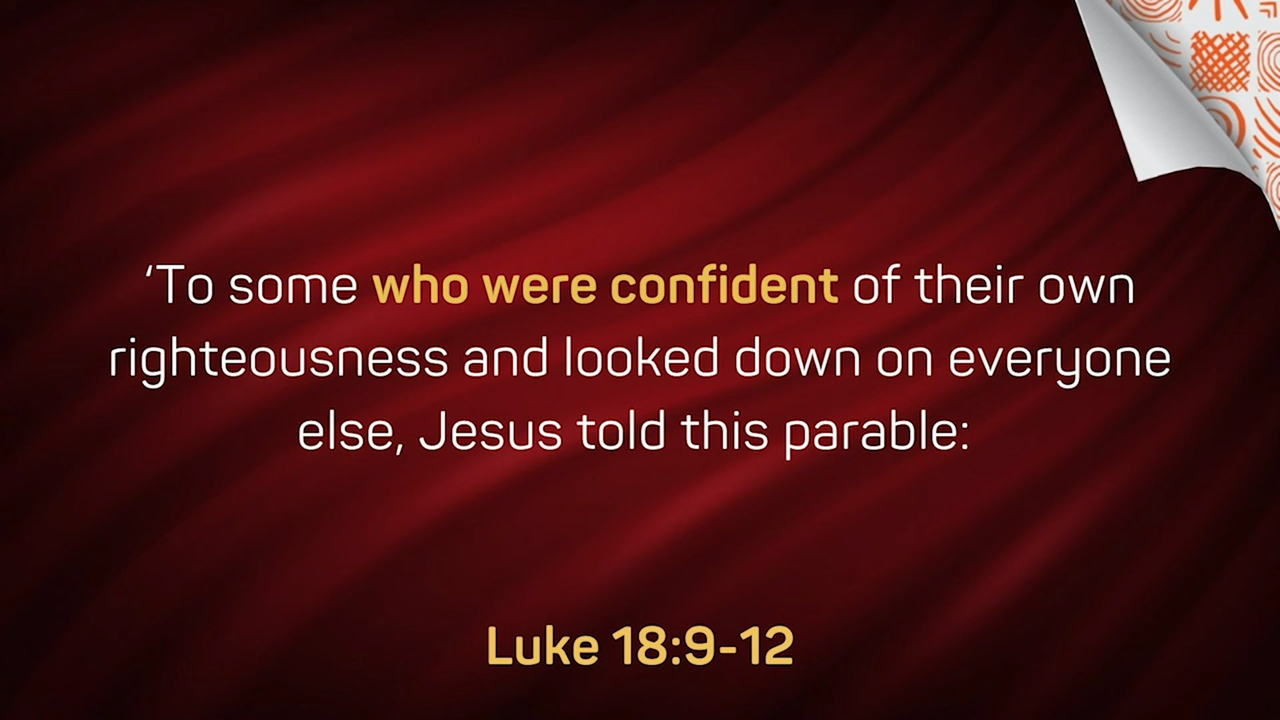 ‘To some who were confident of their own
righteousness and looked down on everyone
else, Jesus told this parable:
Luke 18:9-12